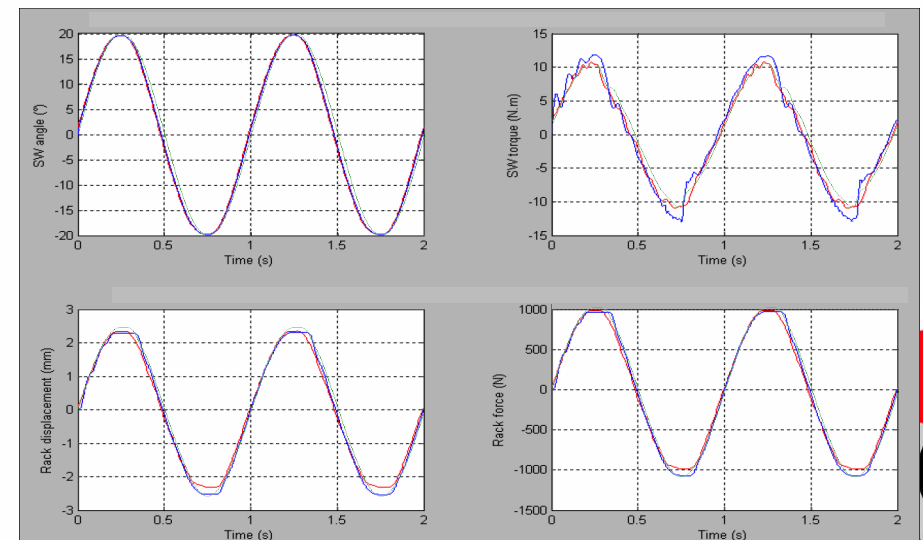 20
15
10
5
0
-5
-10
-15
-20
SW angle (º)
0 0.5 1 1.5 2
Time (s)
15
10
5
0
-5
-10
-15
SW torque (N.m)
0 0.5 1 1.5 2
Time (s)
3
2
1
0
-1
-2
-3
Rack displacement (mm)
0 0.5 1 1.5 2
Time (s)
1000
500
0
-500
-1000
-1500
Rack force (N)
0 0.5 1 1.5 2
Time (s)